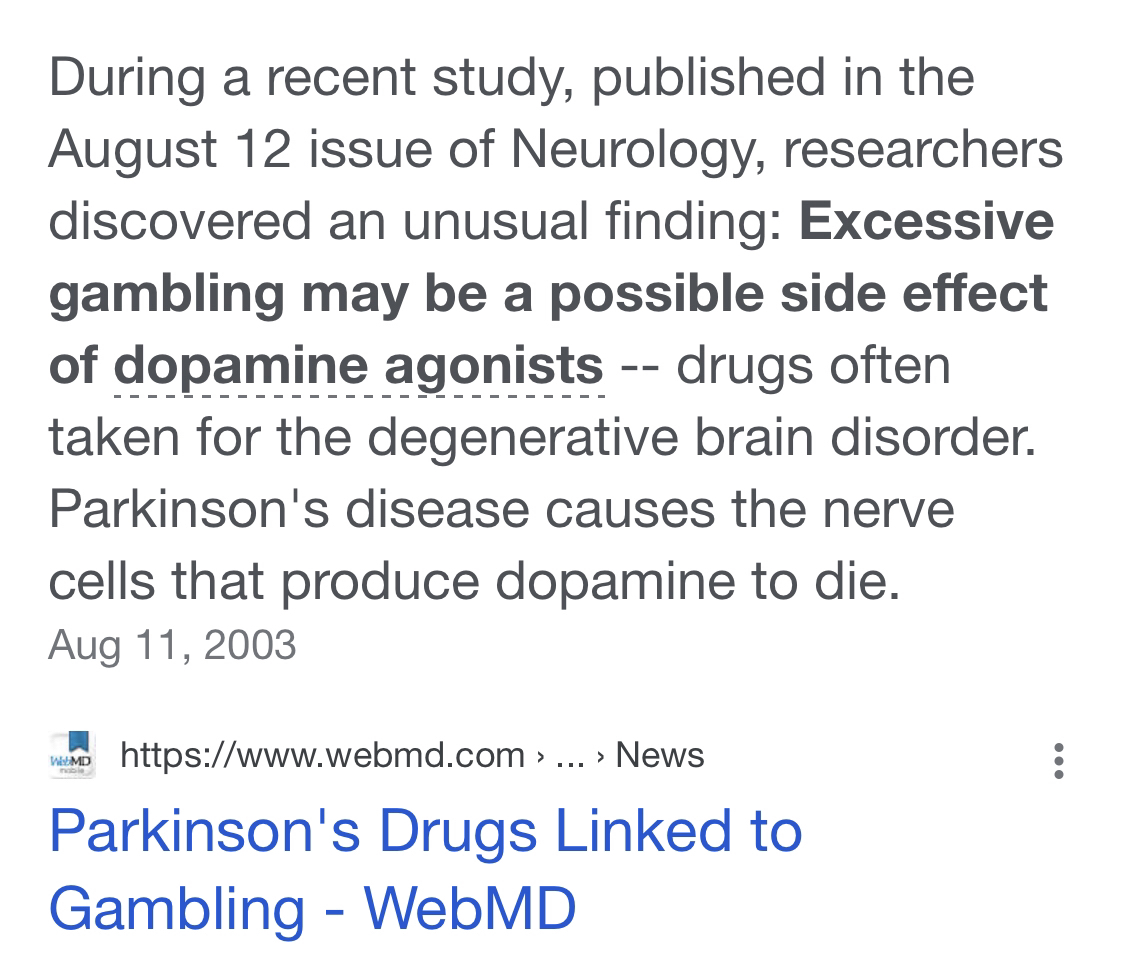 During a recent study, published in the
August 12 issue of Neurology, researchers
discovered an unusual finding: Excessive
gambling may be a possible side effect
of dopamine agonists -- drugs often
taken for the degenerative brain disorder.
Parkinson's disease causes the nerve
cells that produce dopamine to die.
Aug 11, 2003
WebMD
mobile
https://www.webmd.com › ... › News
Parkinson's Drugs Linked to
Gambling - WebMD